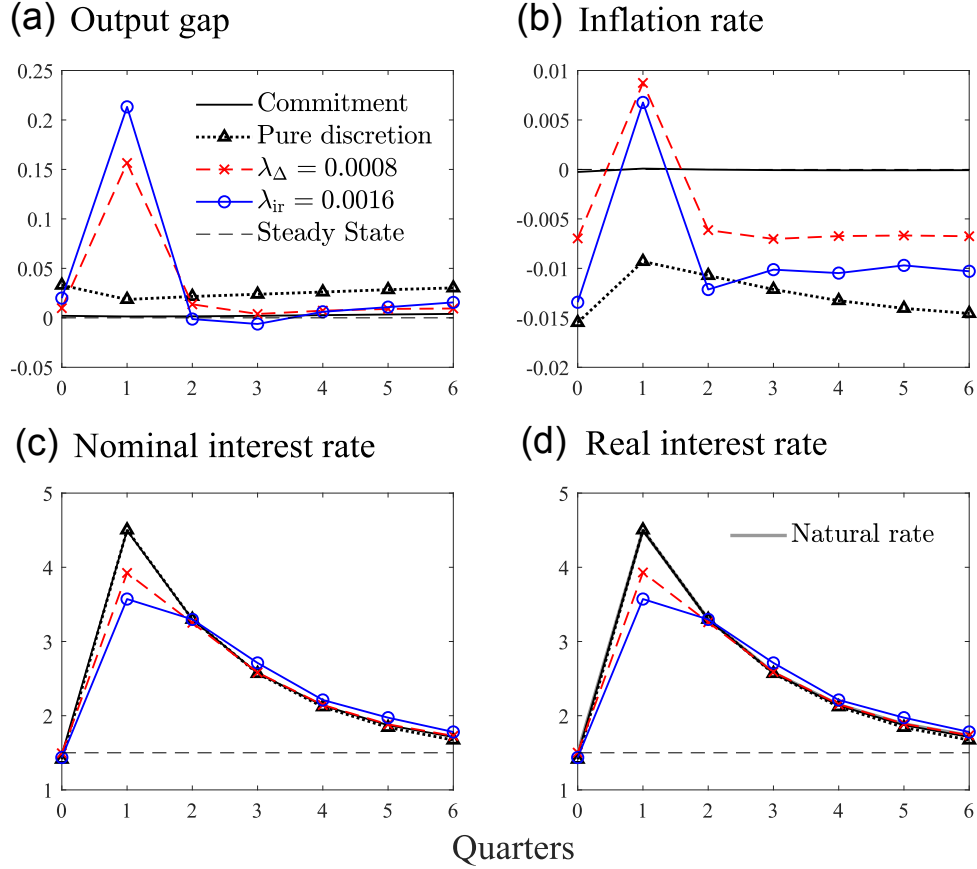 (a) Output gap
0.25
0.2
0.15
0.1
0.05
0
-0.05
0 1 2 3 4 5 6
Commitment
Pure discretion
λ_Δ = 0.0008
λ_ir = 0.0016
Steady State
(b) Inflation rate
0.01
0.005
0
-0.005
-0.01
-0.015
-0.02
0 1 2 3 4 5 6
(c) Nominal interest rate
5
4
3
2
1
0 1 2 3 4 5 6
(d) Real interest rate
5
4
3
2
1
0 1 2 3 4 5 6
Natural rate
Quarters